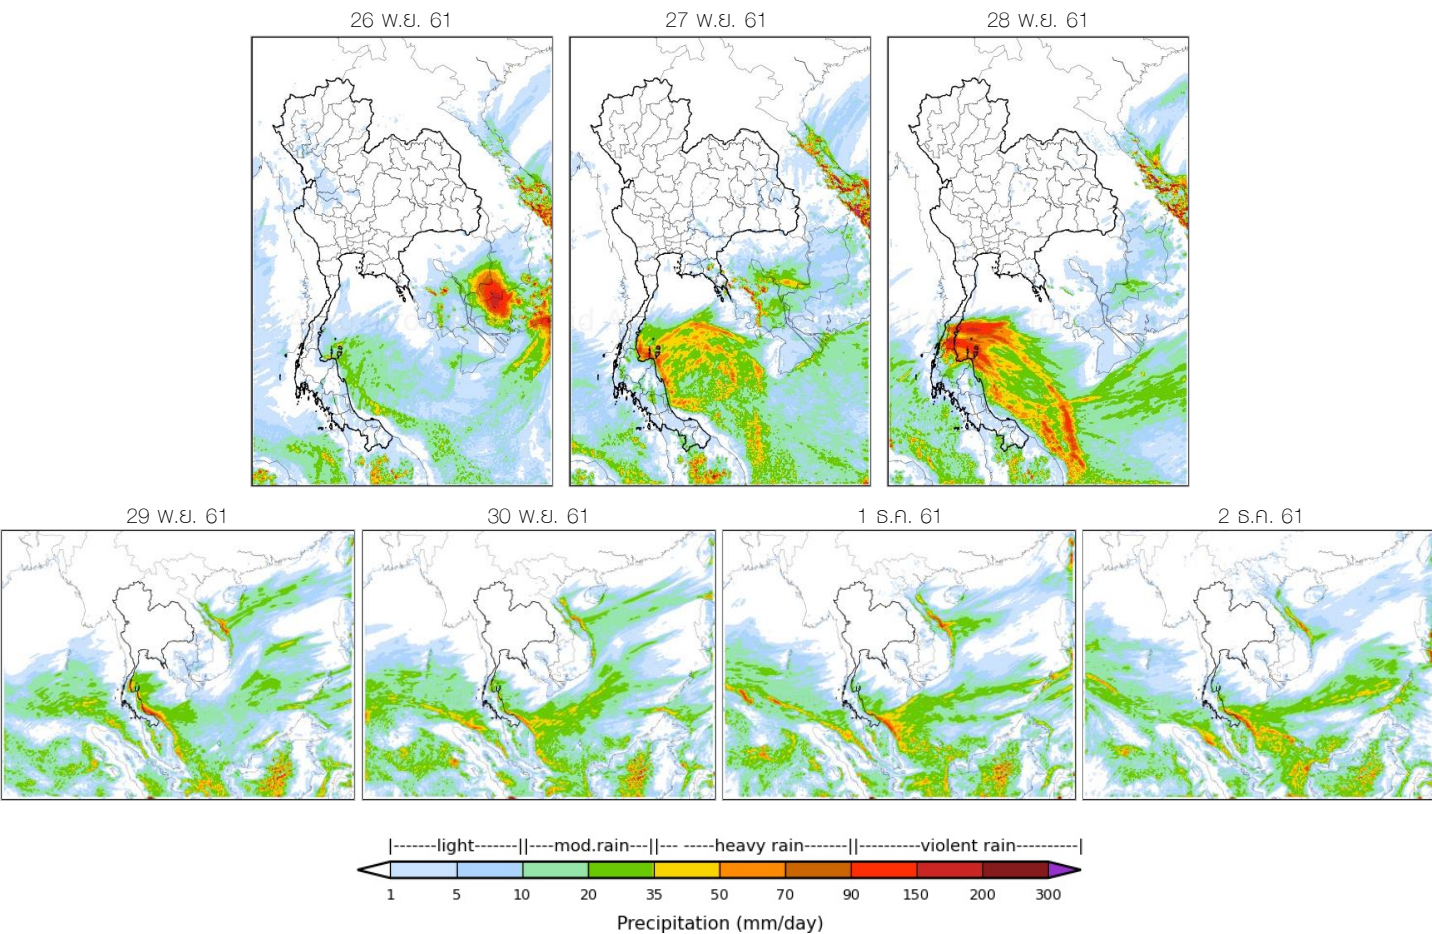 26 พ.ย. 61
27 พ.ย. 61
28 พ.ย. 61
29 พ.ย. 61
30 พ.ย. 61
1 ธ.ค. 61
2 ธ.ค. 61
|-------light-------||----mod.rain---||--- ----heavy rain-------||---------violent rain-----------|
1 5 10 20 35 50 70 90 150 200 300
Precipitation (mm/day)